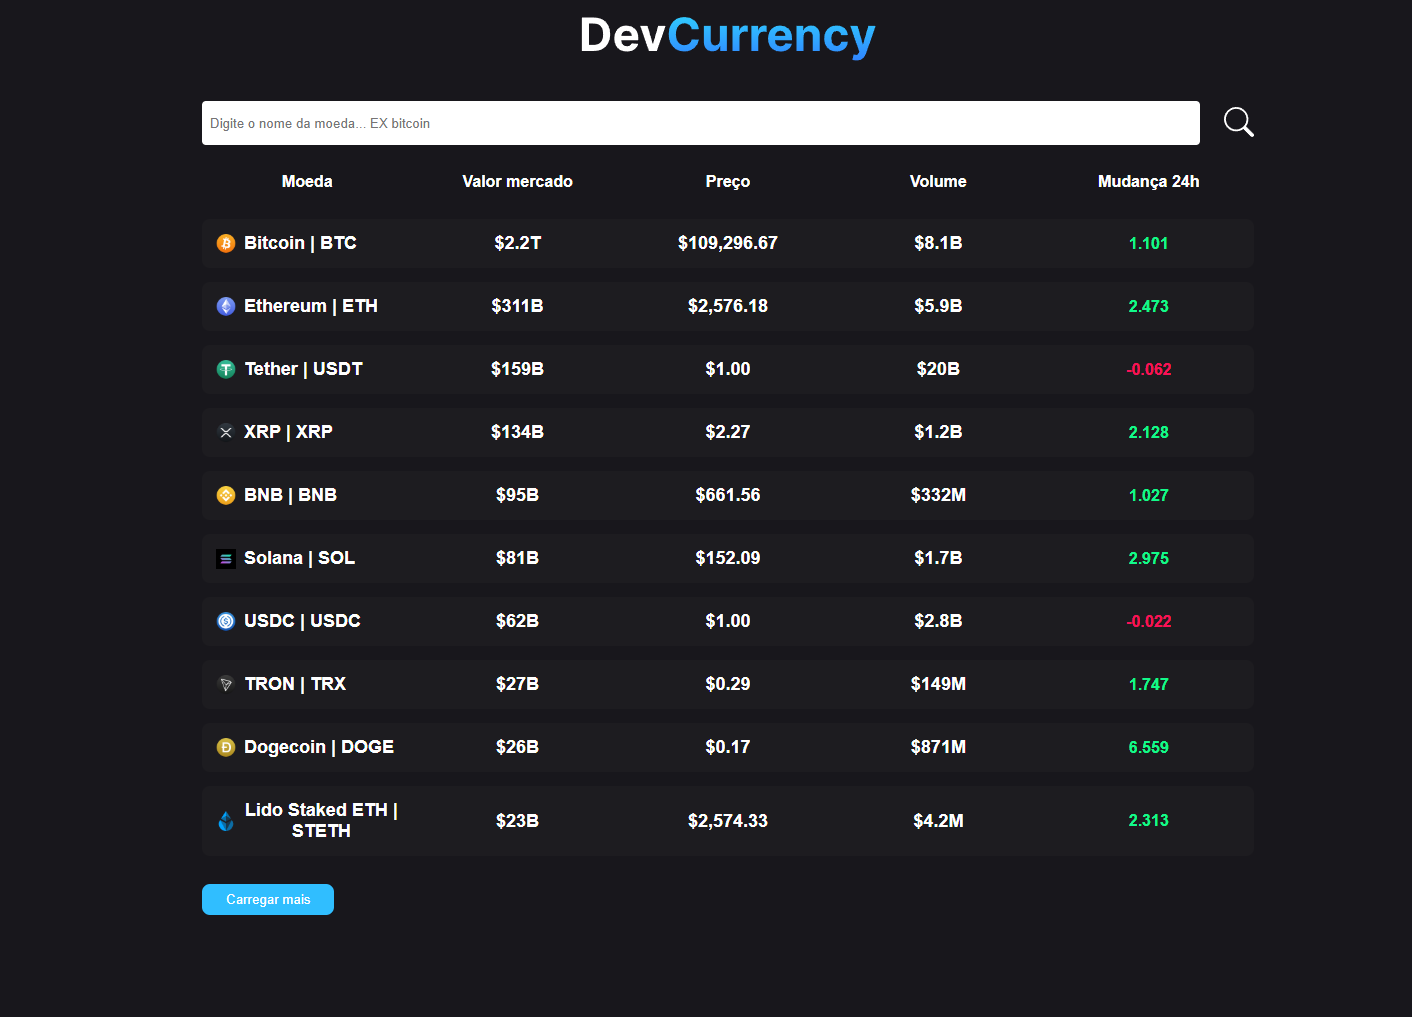 DevCurrency
Digite o nome da moeda... EX bitcoin
Moeda Valor mercado Preço Volume Mudança 24h
Bitcoin | BTC $2.2T $109,296.67 $8.1B 1.101
Ethereum | ETH $311B $2,576.18 $5.9B 2.473
Tether | USDT $159B $1.00 $20B -0.062
XRP | XRP $134B $2.27 $1.2B 2.128
BNB | BNB $95B $661.56 $332M 1.027
Solana | SOL $81B $152.09 $1.7B 2.975
USDC | USDC $62B $1.00 $2.8B -0.022
TRON | TRX $27B $0.29 $149M 1.747
Dogecoin | DOGE $26B $0.17 $871M 6.559
Lido Staked ETH |
STETH $23B $2,574.33 $4.2M 2.313
Carregar mais